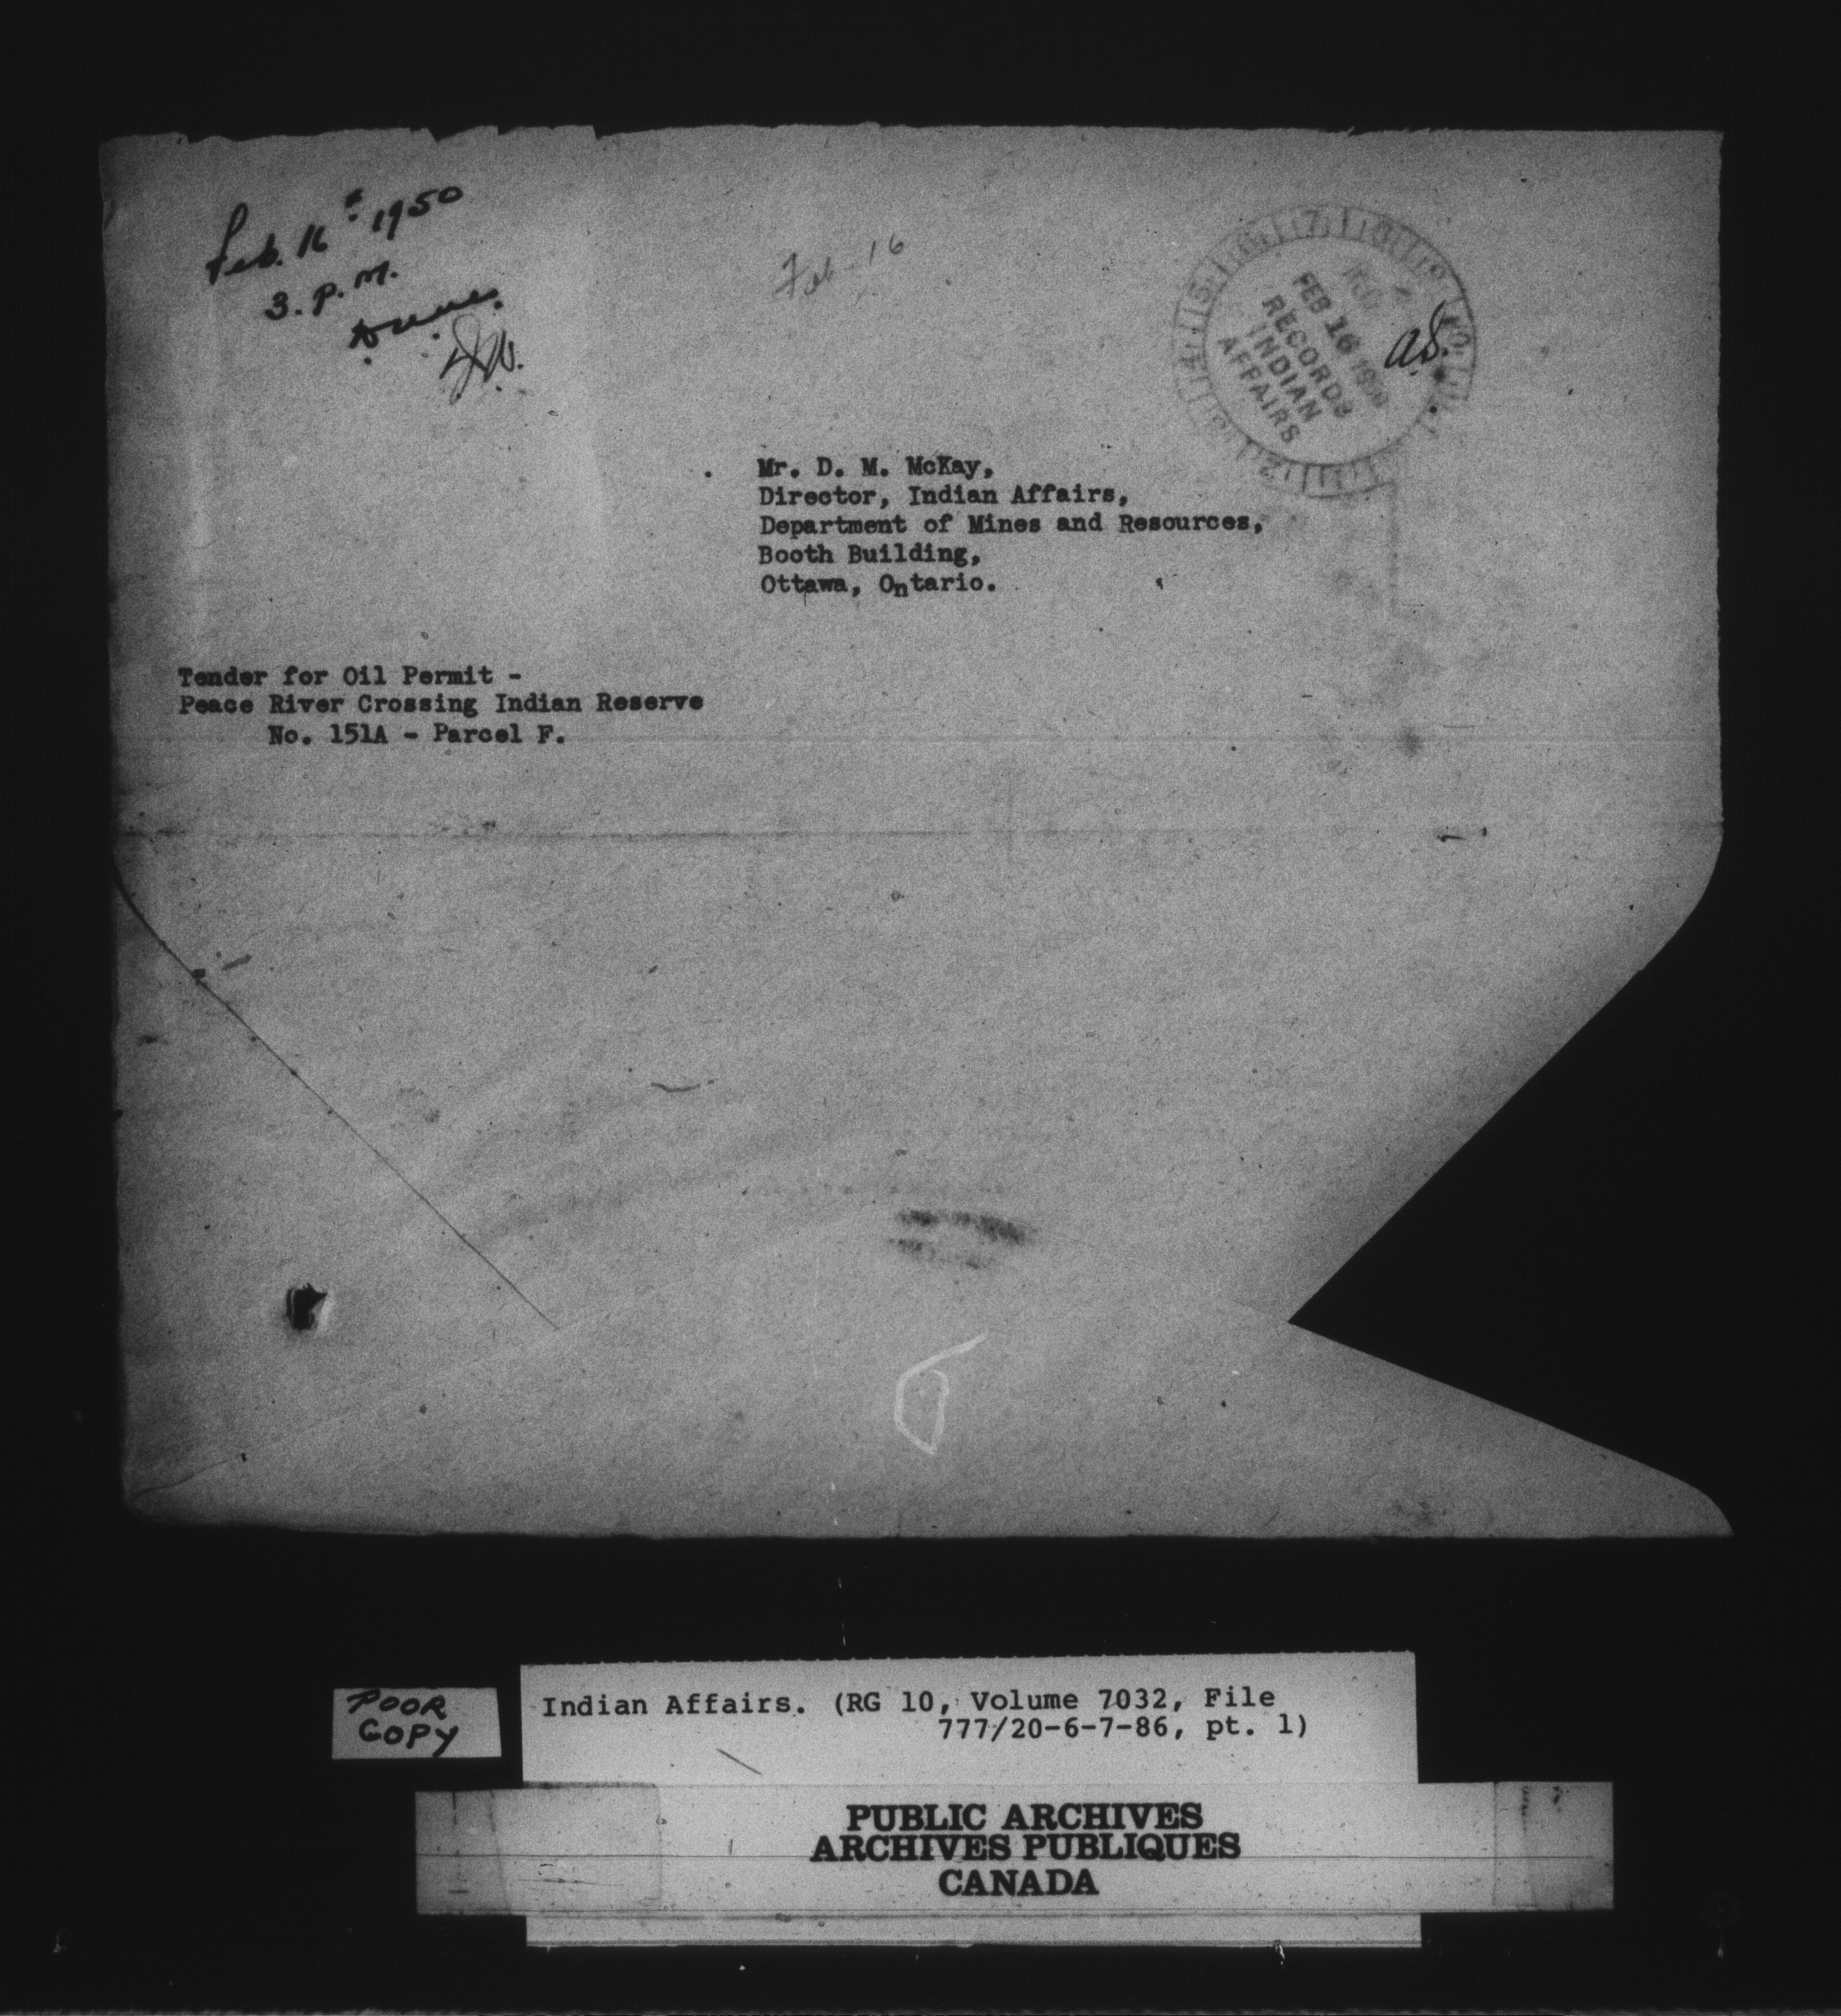 Feb. 16th 1950
3. P. M.
Feb - 16
FEB 16 1950
RECORDS
INDIAN
AFFAIRS
a.S.
Mr. D. M. McKay,
Director, Indian Affairs,
Department of Mines and Resources,
Booth Building,
Ottawa, Ontario.
Tender for Oil Permit -
Peace River Crossing Indian Reserve
No. 151A - Parcel F.
POOR
COPY
Indian Affairs. (RG 10, Volume 7032, File
777/20-6-7-86, pt. 1)
PUBLIC ARCHIVES
ARCHIVES PUBLIQUES
CANADA